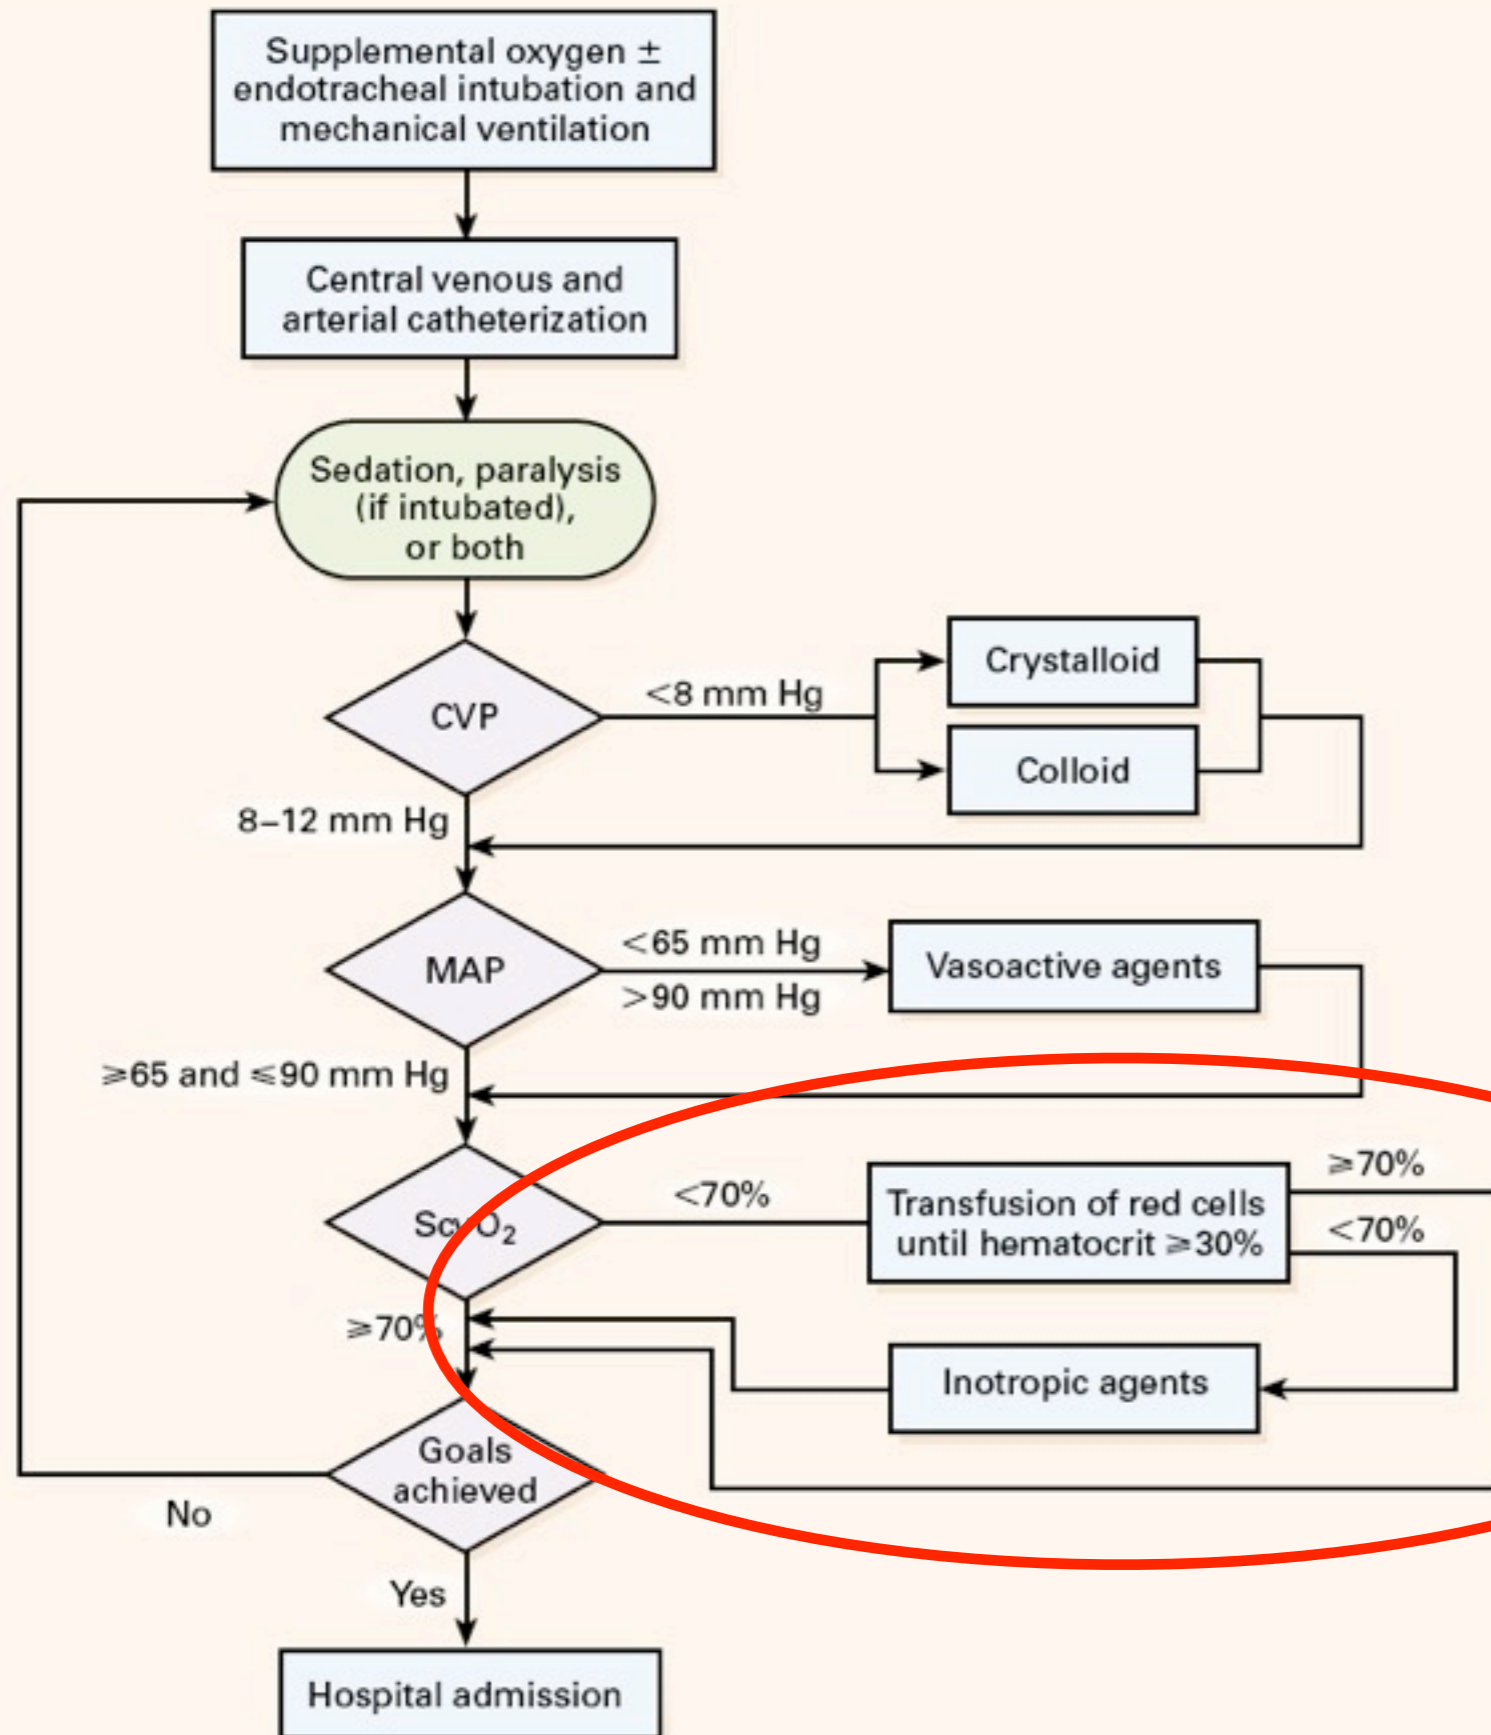 Supplemental oxygen ±
endotracheal intubation and
mechanical ventilation
Central venous and
arterial catheterization
Sedation, paralysis
(if intubated),
or both
CVP
<8 mm Hg
Crystalloid
Colloid
8–12 mm Hg
MAP
<65 mm Hg
>90 mm Hg
Vasoactive agents
≥65 and ≤90 mm Hg
ScvO₂
<70%
Transfusion of red cells
until hematocrit ≥30%
≥70%
<70%
≥70%
Inotropic agents
Goals
achieved
No
Yes
Hospital admission